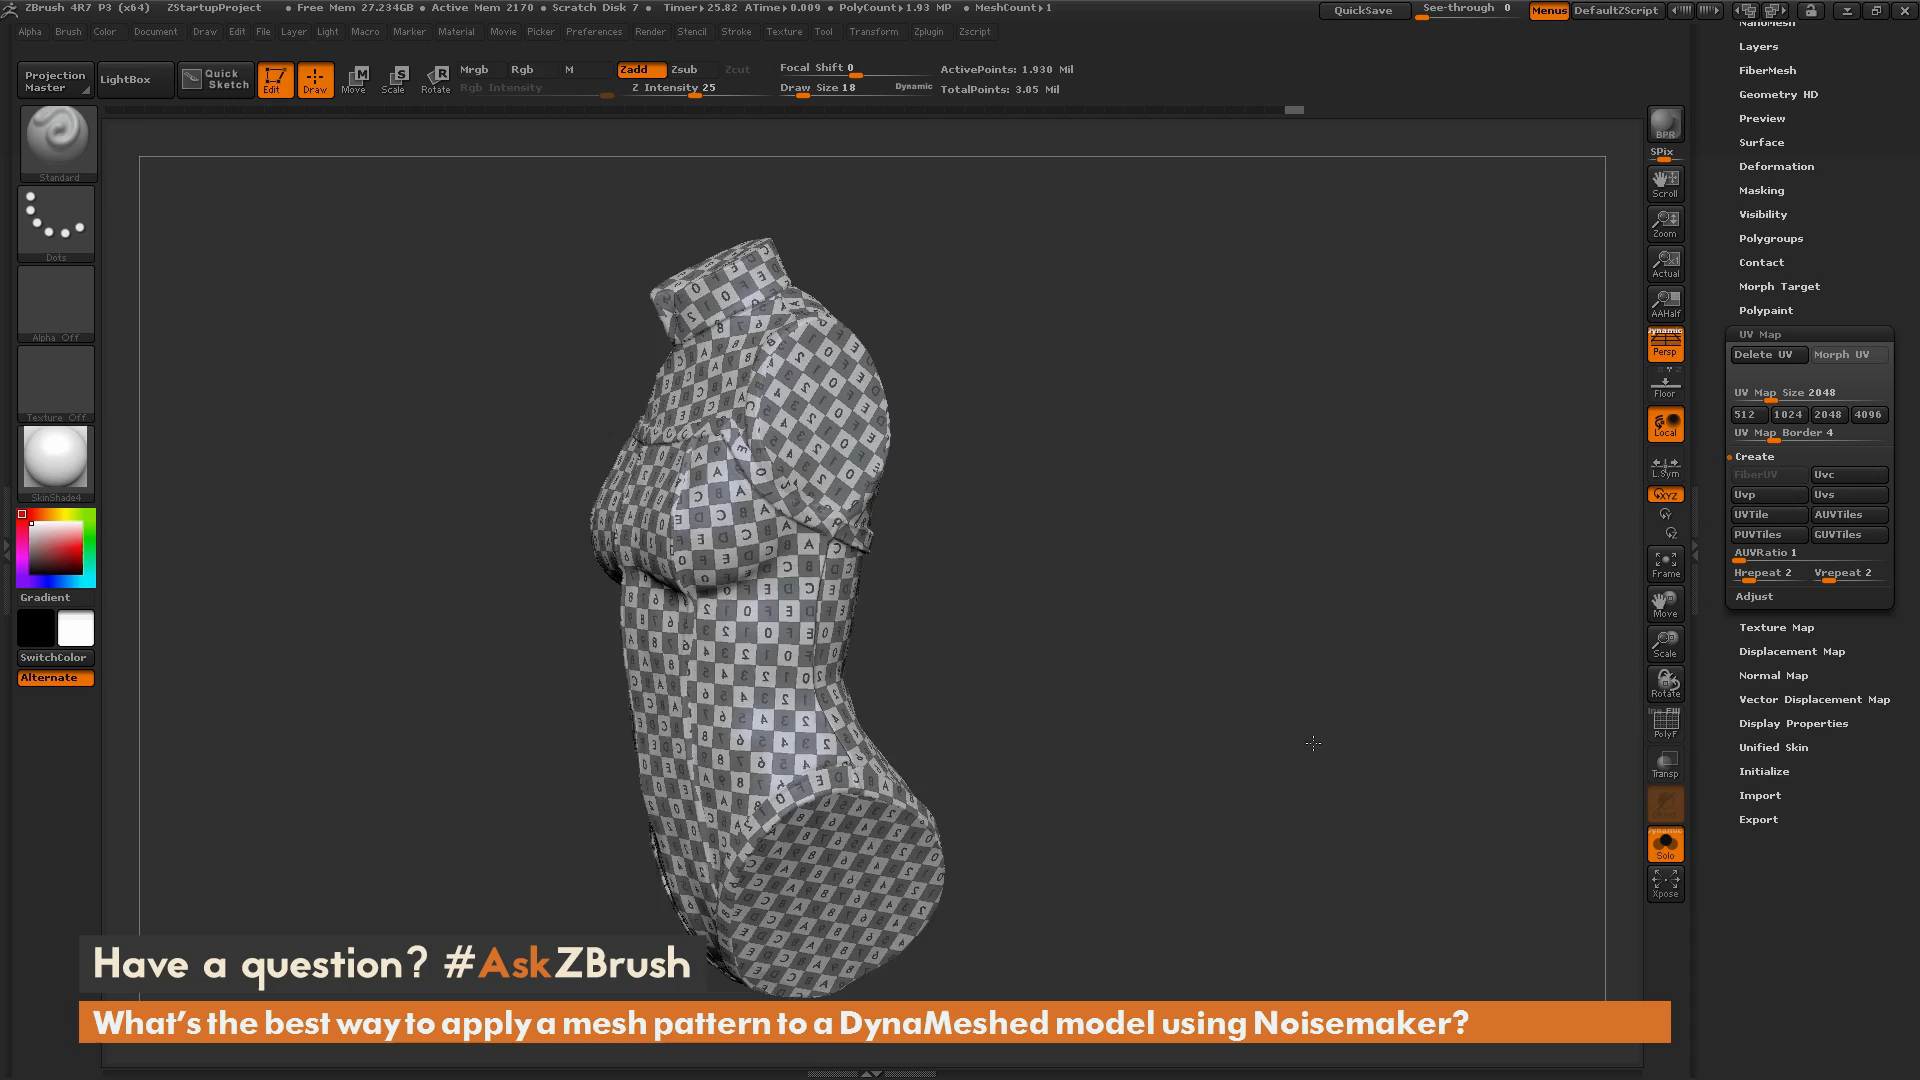 ZBrush 4R7 P3 (x64) ZStartupProject • Free Mem 27.234GB • Active Mem 2170 • Scratch Disk 7 • Timer▸25.82 ATime▸0.009 • PolyCount▸1.93 MP • MeshCount▸1 QuickSave See-through 0 Menus DefaultZScript
Alpha Brush Color Document Draw Edit File Layer Light Macro Marker Material Movie Picker Preferences Render Stencil Stroke Texture Tool Transform Zplugin Zscript
Projection Master
LightBox
Quick Sketch
Edit
Draw
Move
Scale
Rotate
Mrgb Rgb M
Rgb Intensity
Zadd Zsub Zcut
Z Intensity 25
Focal Shift 0
Draw Size 18 Dynamic
ActivePoints: 1.930 Mil
TotalPoints: 3.05 Mil
Standard
Dots
Alpha Off
Texture Off
SkinShade4
Gradient
SwitchColor
Alternate
BPR
SPix
Scroll
Zoom
Actual
AAHalf
Dynamic
Persp
Floor
Local
L.Sym
XYZ
Frame
Move
Scale
Rotate
Line Fill
PolyF
Transp
Dynamic
Solo
Xpose
NanoMesh
Layers
FiberMesh
Geometry HD
Preview
Surface
Deformation
Masking
Visibility
Polygroups
Contact
Morph Target
Polypaint
UV Map
Delete UV Morph UV
UV Map Size 2048
512 1024 2048 4096
UV Map Border 4
Create
FiberUV Uvc
Uvp Uvs
UVTile AUVTiles
PUVTiles GUVTiles
AUVRatio 1
Hrepeat 2 Vrepeat 2
Adjust
Texture Map
Displacement Map
Normal Map
Vector Displacement Map
Display Properties
Unified Skin
Initialize
Import
Export
Have a question? #AskZBrush
What's the best way to apply a mesh pattern to a DynaMeshed model using Noisemaker?